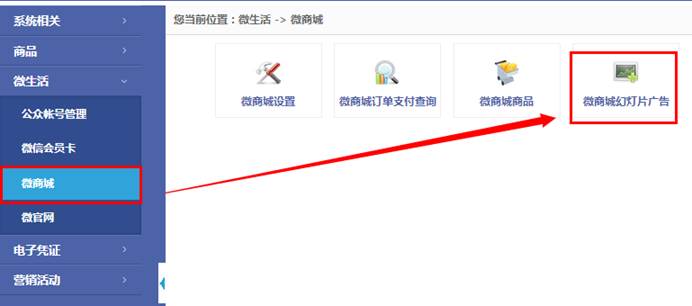 系统相关
商品
微生活
公众帐号管理
微信会员卡
微商城
微官网
电子凭证
营销活动
您当前位置：微生活 -> 微商城
微商城设置
微商城订单支付查询
微商城商品
微商城幻灯片广告